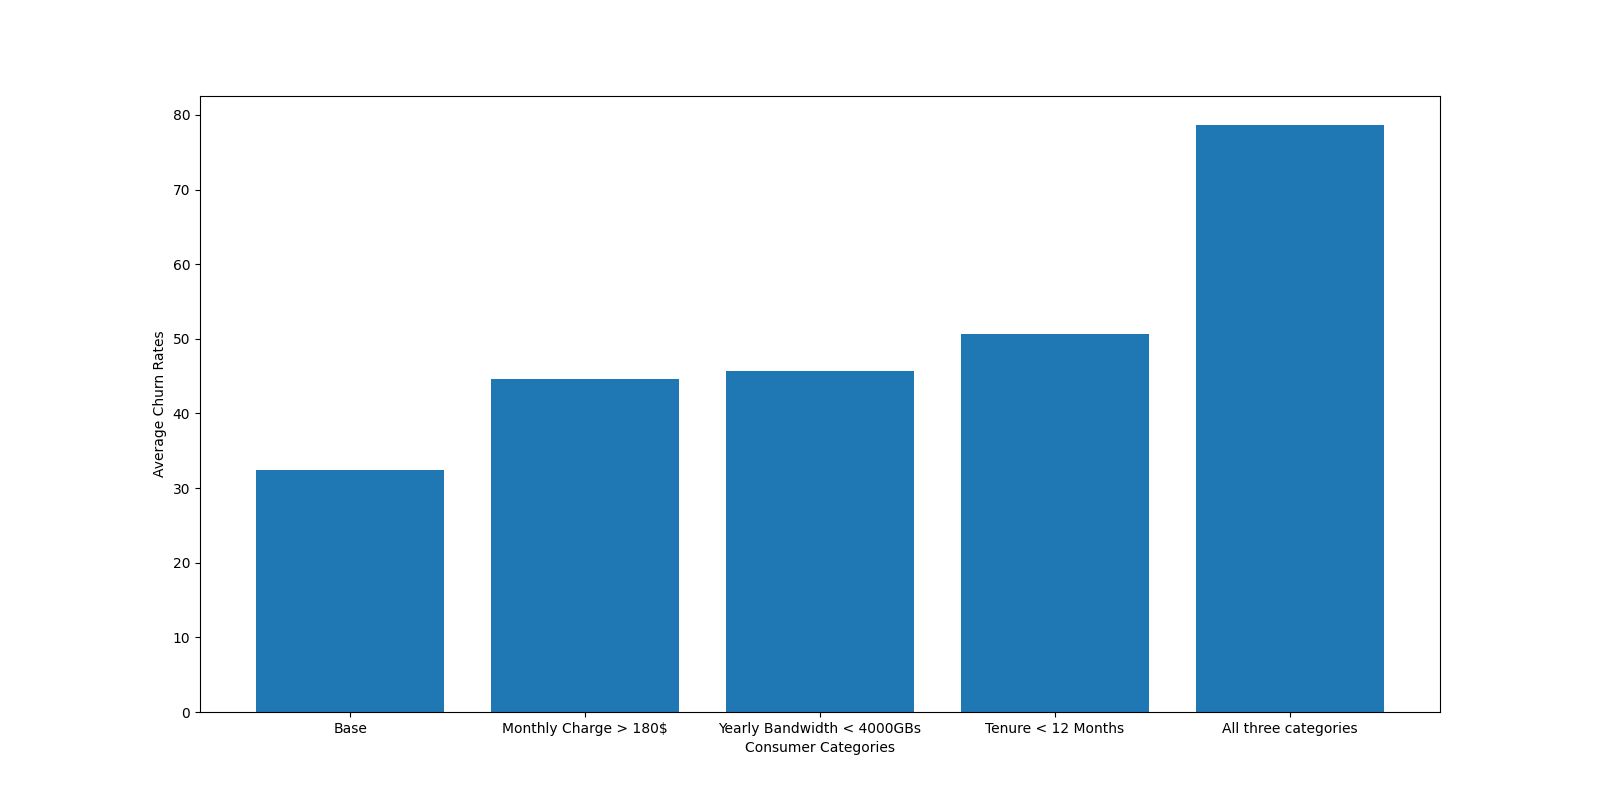 80
70
60
50
40
30
20
10
0
Average Churn Rates
Base
Monthly Charge > 180$
Yearly Bandwidth < 4000GBs
Tenure < 12 Months
All three categories
Consumer Categories